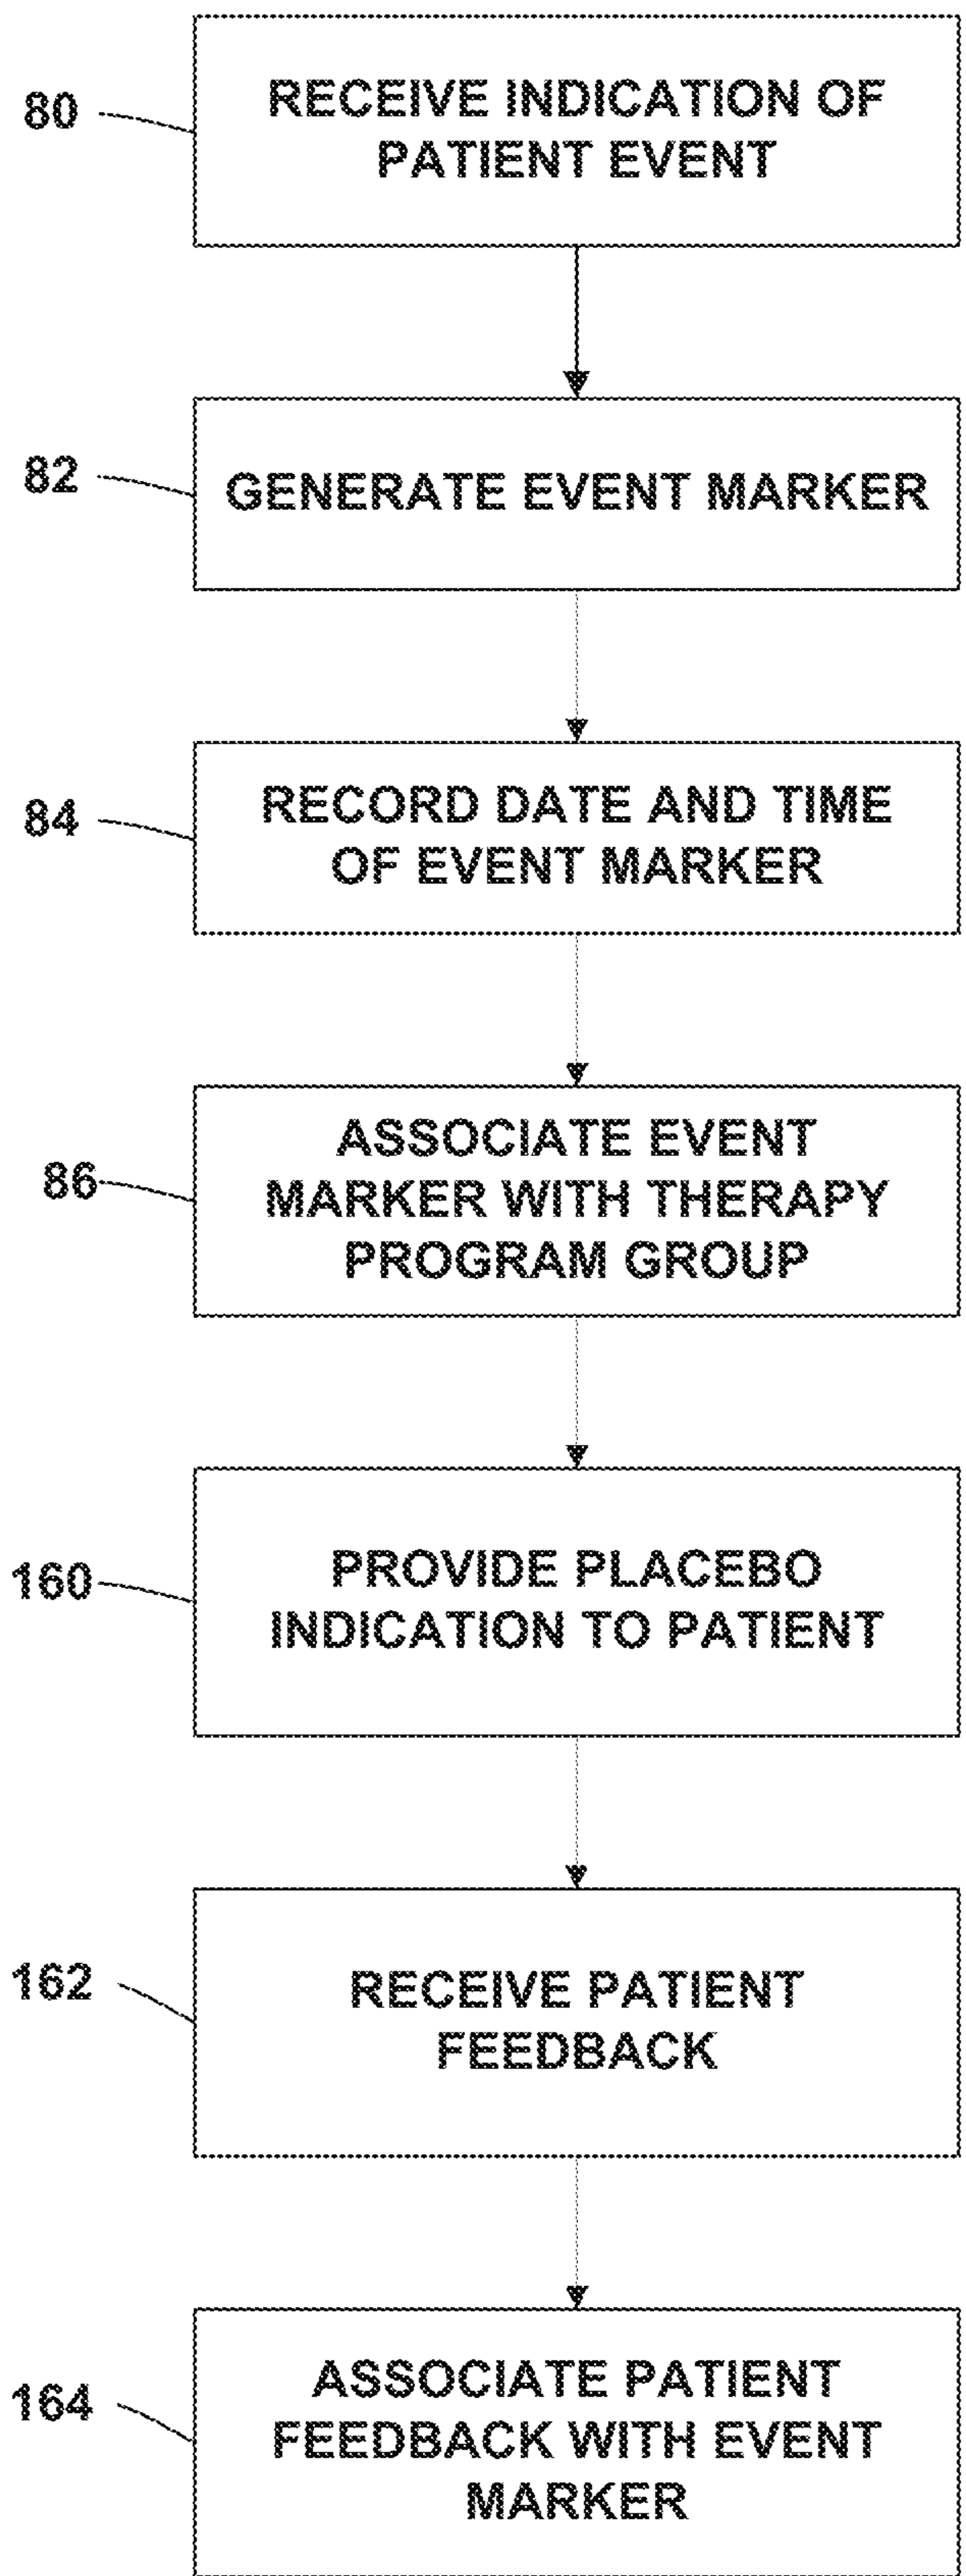 80
RECEIVE INDICATION OF
PATIENT EVENT
82
GENERATE EVENT MARKER
84
RECORD DATE AND TIME
OF EVENT MARKER
86
ASSOCIATE EVENT
MARKER WITH THERAPY
PROGRAM GROUP
160
PROVIDE PLACEBO
INDICATION TO PATIENT
162
RECEIVE PATIENT
FEEDBACK
164
ASSOCIATE PATIENT
FEEDBACK WITH EVENT
MARKER